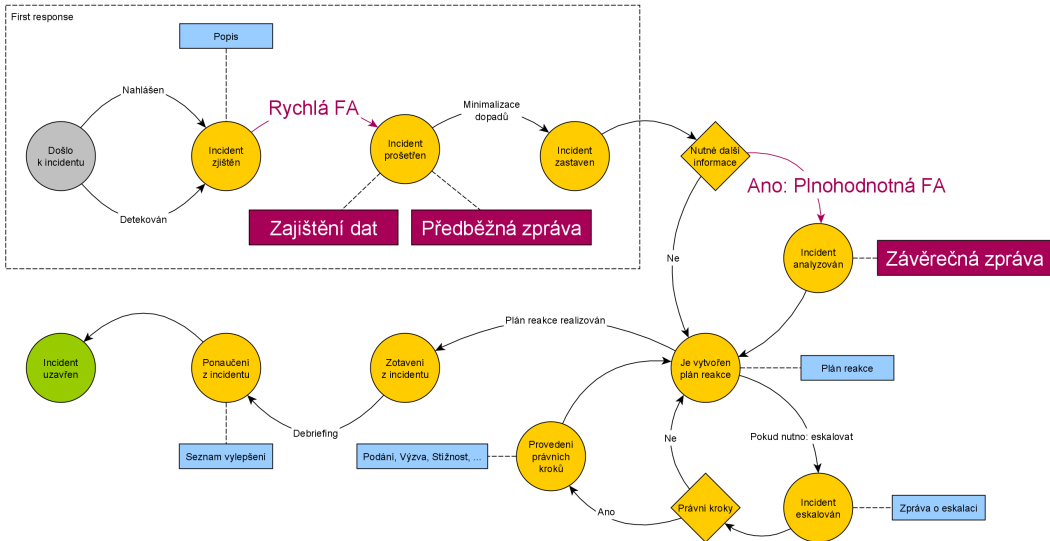 First response
Popis
Nahlášen
Rychlá FA
Minimalizace
dopadů
Došlo
k incidentu
Incident
zjištěn
Incident
prošetřen
Incident
zastaven
Nutné další
informace
Ano: Plnohodnotná FA
Detekován
Zajištění dat
Předběžná zpráva
Ne
Incident
analyzován
Závěrečná zpráva
Plán reakce realizován
Incident
uzavřen
Ponaučení
z incidentu
Zotavení
z incidentu
Je vytvořen
plán reakce
Plán reakce
Debriefing
Ne
Pokud nutno: eskalovat
Seznam vylepšení
Podání, Výzva, Stížnost, ...
Provedení
právních
kroků
Ano
Právní kroky
Incident
eskalován
Zpráva o eskalaci